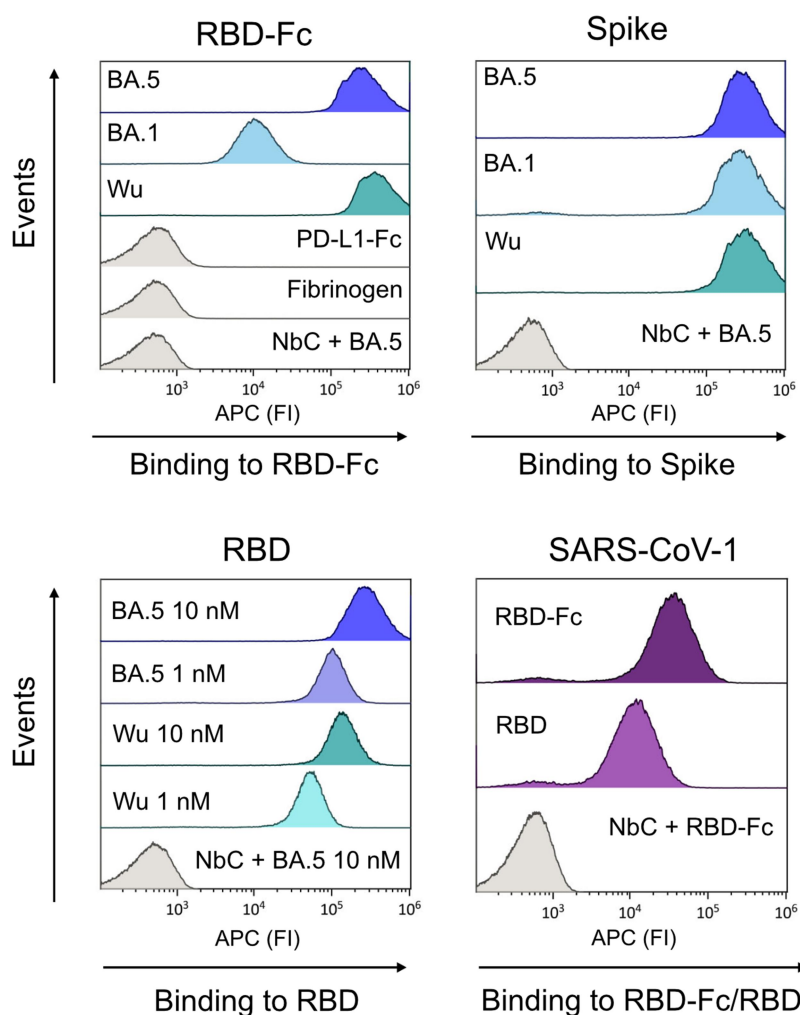 RBD-Fc
Events
BA.5
BA.1
Wu
PD-L1-Fc
Fibrinogen
NbC + BA.5
10³ 10⁴ 10⁵ 10⁶
APC (FI)
Binding to RBD-Fc
Spike
BA.5
BA.1
Wu
NbC + BA.5
10³ 10⁴ 10⁵ 10⁶
APC (FI)
Binding to Spike
RBD
Events
BA.5 10 nM
BA.5 1 nM
Wu 10 nM
Wu 1 nM
NbC + BA.5 10 nM
10³ 10⁴ 10⁵ 10⁶
APC (FI)
Binding to RBD
SARS-CoV-1
RBD-Fc
RBD
NbC + RBD-Fc
10³ 10⁴ 10⁵ 10⁶
APC (FI)
Binding to RBD-Fc/RBD